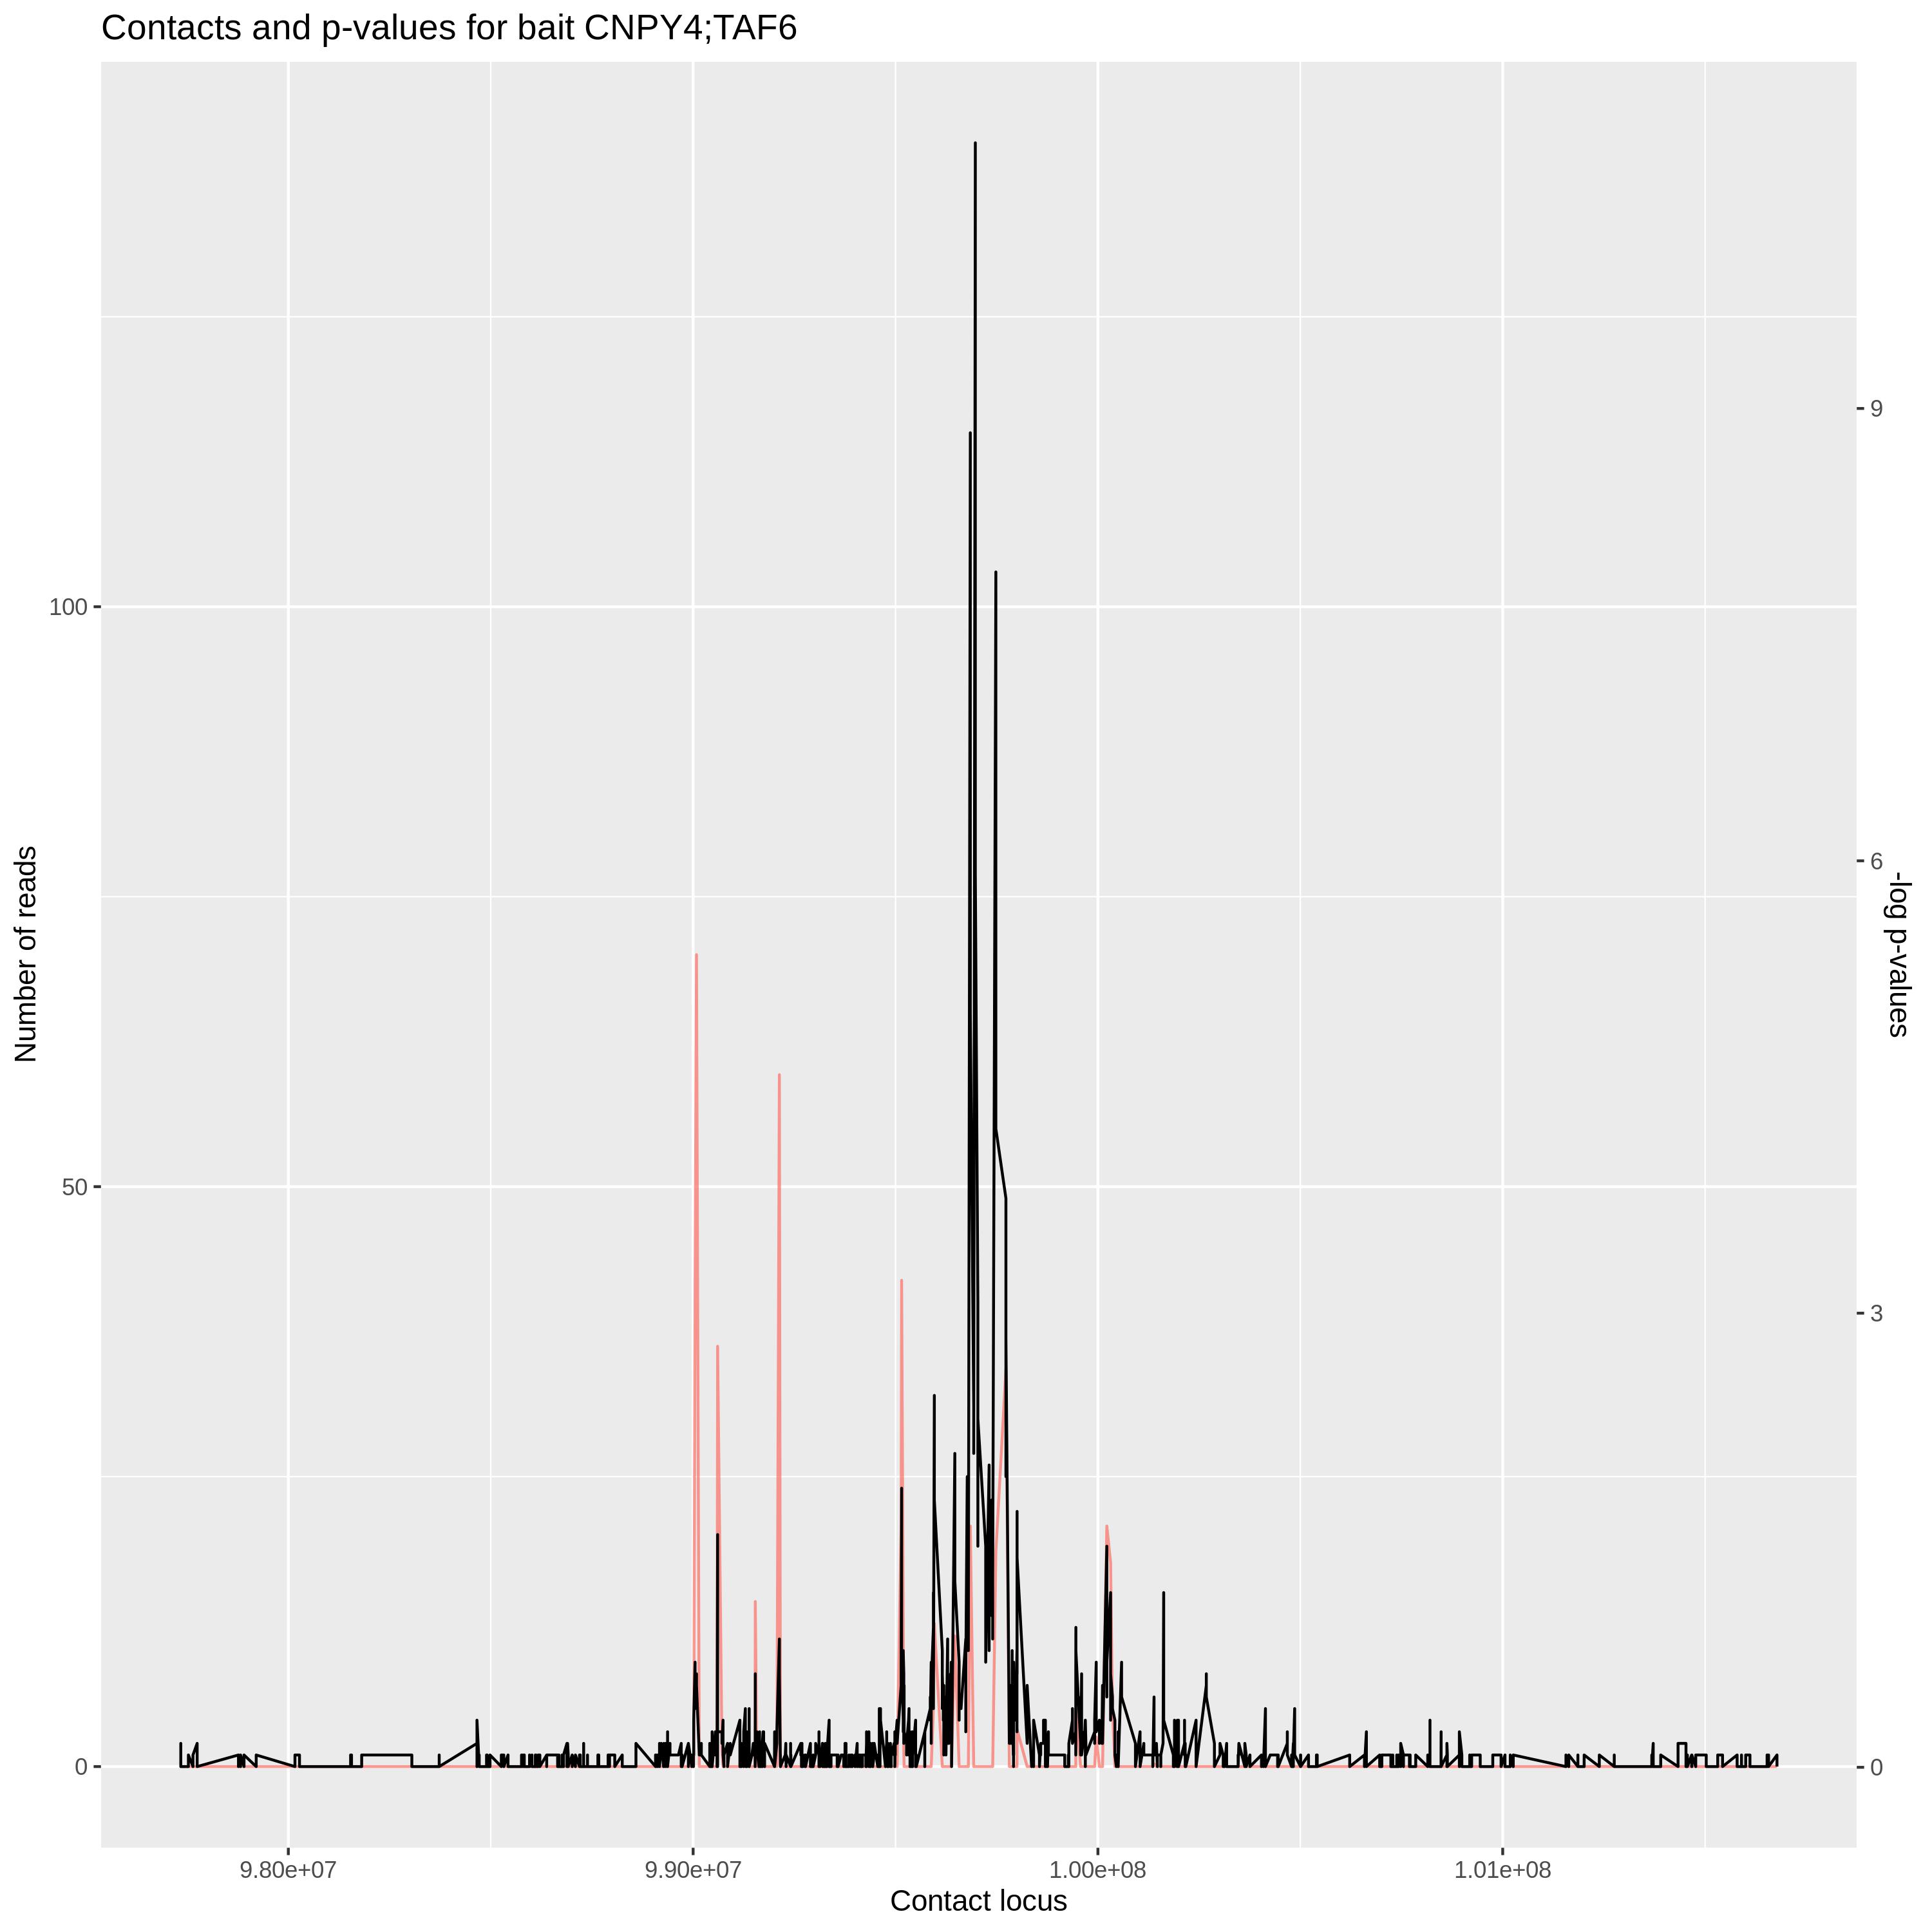 Contacts and p-values for bait CNPY4;TAF6
Number of reads
100
50
0
9
6
3
0
-log p-values
9.80e+07
9.90e+07
1.00e+08
1.01e+08
Contact locus